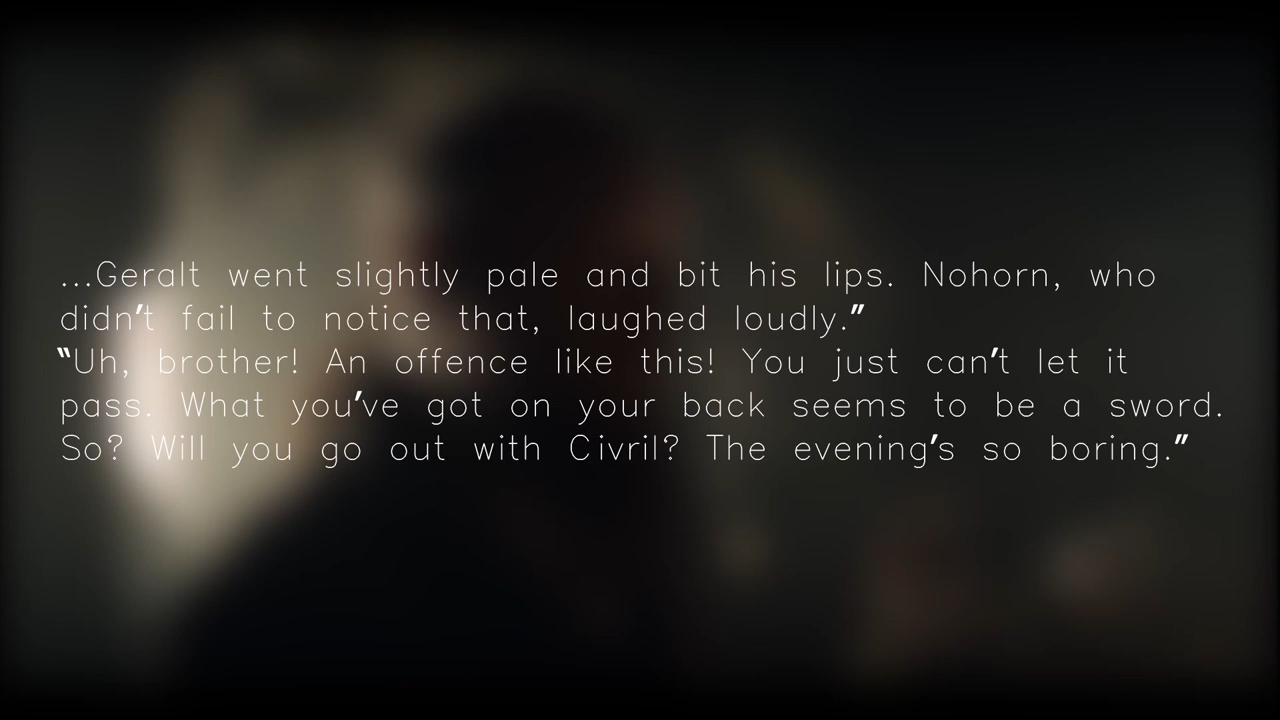 ...Geralt went slightly pale and bit his lips. Nohorn, who
didn't fail to notice that, laughed loudly."
"Uh, brother! An offence like this! You just can't let it
pass. What you've got on your back seems to be a sword.
So? Will you go out with Civril? The evening's so boring."